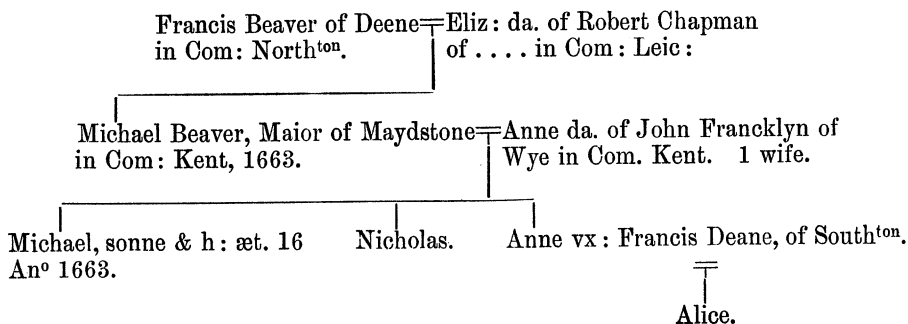 Francis Beaver of Deene Eliz: da. of Robert Chapman
in Com: Northton. of .... in Com: Leic:
Michael Beaver, Maior of Maydstone Anne da. of John Francklyn of
in Com: Kent, 1663. Wye in Com. Kent. 1 wife.
Michael, sonne & h: æt. 16 Nicholas. Anne vx: Francis Deane, of Southton.
Ano 1663.
Alice.